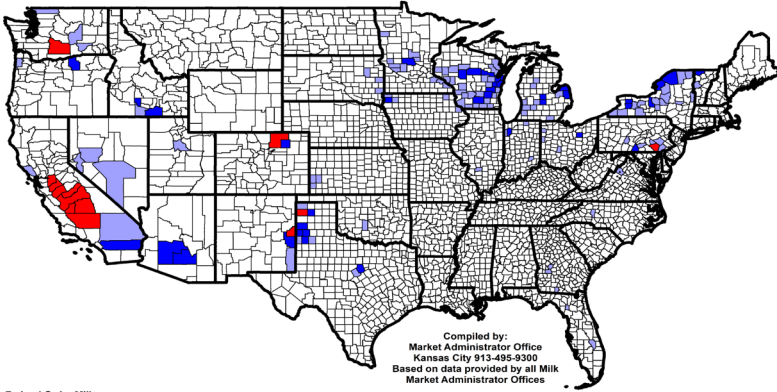 Compiled by:
Market Administrator Office
Kansas City 913-495-9300
Based on data provided by all Milk
Market Administrator Offices